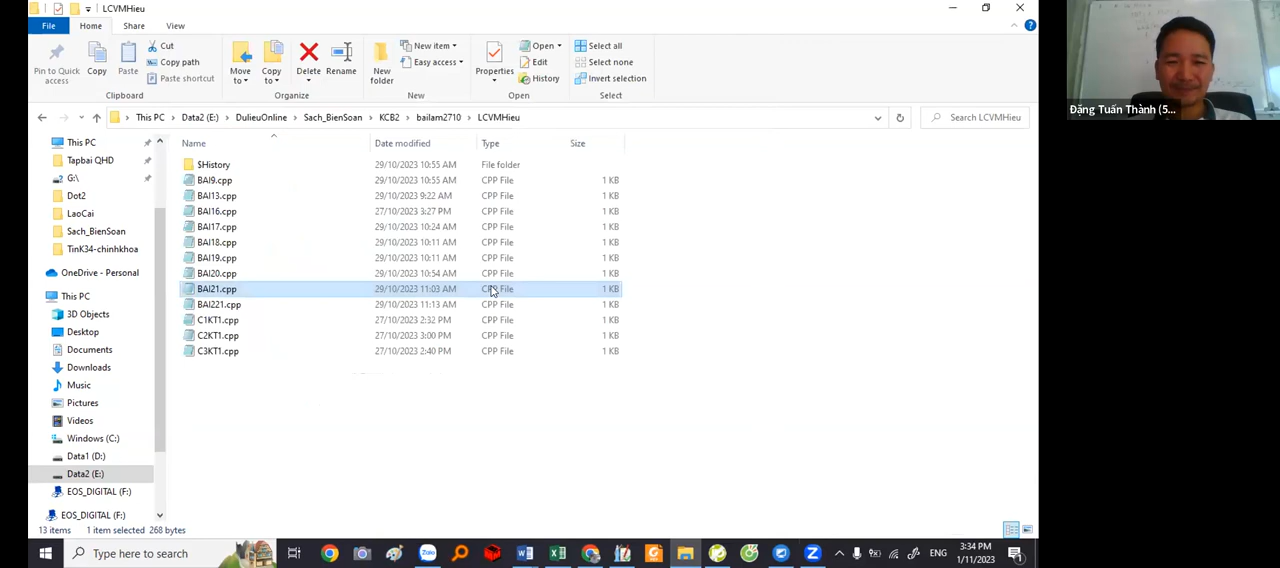 LCVMHieu
File Home Share View
Pin to Quick access
Copy
Paste
Cut
Copy path
Paste shortcut
Clipboard
Move to
Copy to
Delete
Rename
Organize
New folder
New item
Easy access
New
Properties
Open
Edit
History
Open
Select all
Select none
Invert selection
Select
This PC > Data2 (E:) > DulieuOnline > Sach_BienSoan > KCB2 > bailam2710 > LCVMHieu
Search LCVMHieu
Đặng Tuấn Thành (5...
This PC
Tapbai QHD
G:\
Dot2
LaoCai
Sach_BienSoan
TinK34-chinhkhoa
OneDrive - Personal
This PC
3D Objects
Desktop
Documents
Downloads
Music
Pictures
Videos
Windows (C:)
Data1 (D:)
Data2 (E:)
EOS_DIGITAL (F:)
EOS_DIGITAL (F:)
Name Date modified Type Size
$History 29/10/2023 10:55 AM File folder
BAI9.cpp 29/10/2023 10:55 AM CPP File 1 KB
BAI13.cpp 29/10/2023 9:22 AM CPP File 1 KB
BAI16.cpp 27/10/2023 3:27 PM CPP File 1 KB
BAI17.cpp 29/10/2023 10:24 AM CPP File 1 KB
BAI18.cpp 29/10/2023 10:11 AM CPP File 1 KB
BAI19.cpp 29/10/2023 10:11 AM CPP File 1 KB
BAI20.cpp 29/10/2023 10:54 AM CPP File 1 KB
BAI21.cpp 29/10/2023 11:03 AM CPP File 1 KB
BAI221.cpp 29/10/2023 11:13 AM CPP File 1 KB
C1KT1.cpp 27/10/2023 2:32 PM CPP File 1 KB
C2KT1.cpp 27/10/2023 3:00 PM CPP File 1 KB
C3KT1.cpp 27/10/2023 2:40 PM CPP File 1 KB
13 items 1 item selected 268 bytes
Type here to search
Zalo
ENG
3:34 PM
1/11/2023